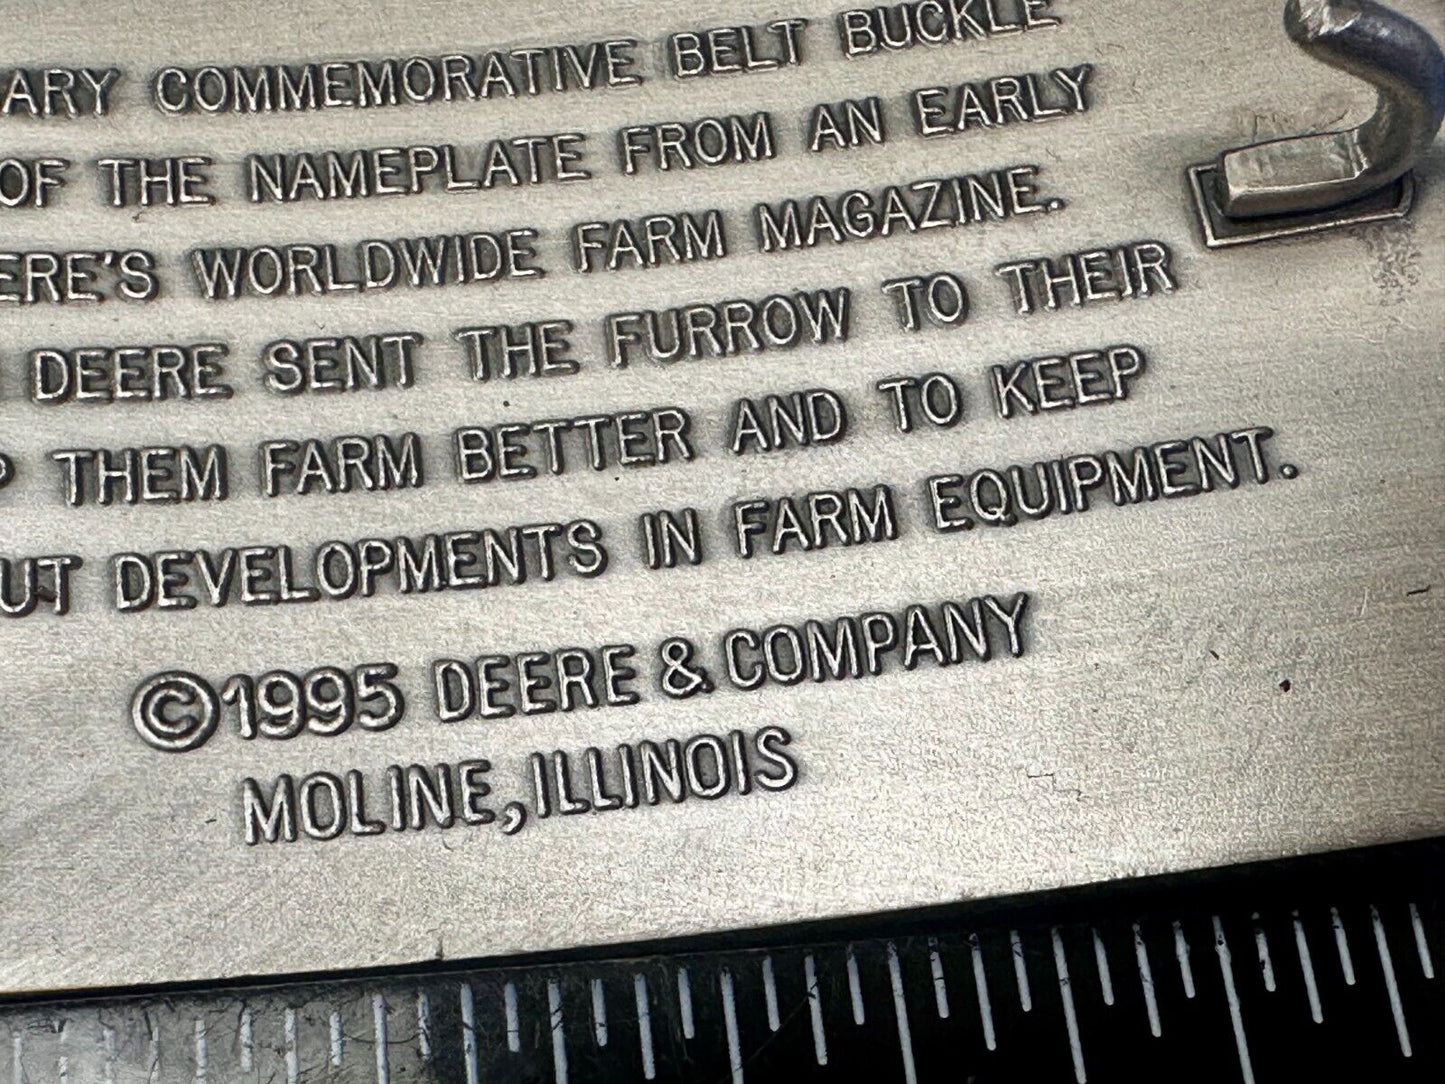 ARY COMMEMORATIVE BELT BUCKLE
OF THE NAMEPLATE FROM AN EARLY
ERE'S WORLDWIDE FARM MAGAZINE.
DEERE SENT THE FURROW TO THEIR
P THEM FARM BETTER AND TO KEEP
UT DEVELOPMENTS IN FARM EQUIPMENT.
©1995 DEERE & COMPANY
MOLINE, ILLINOIS